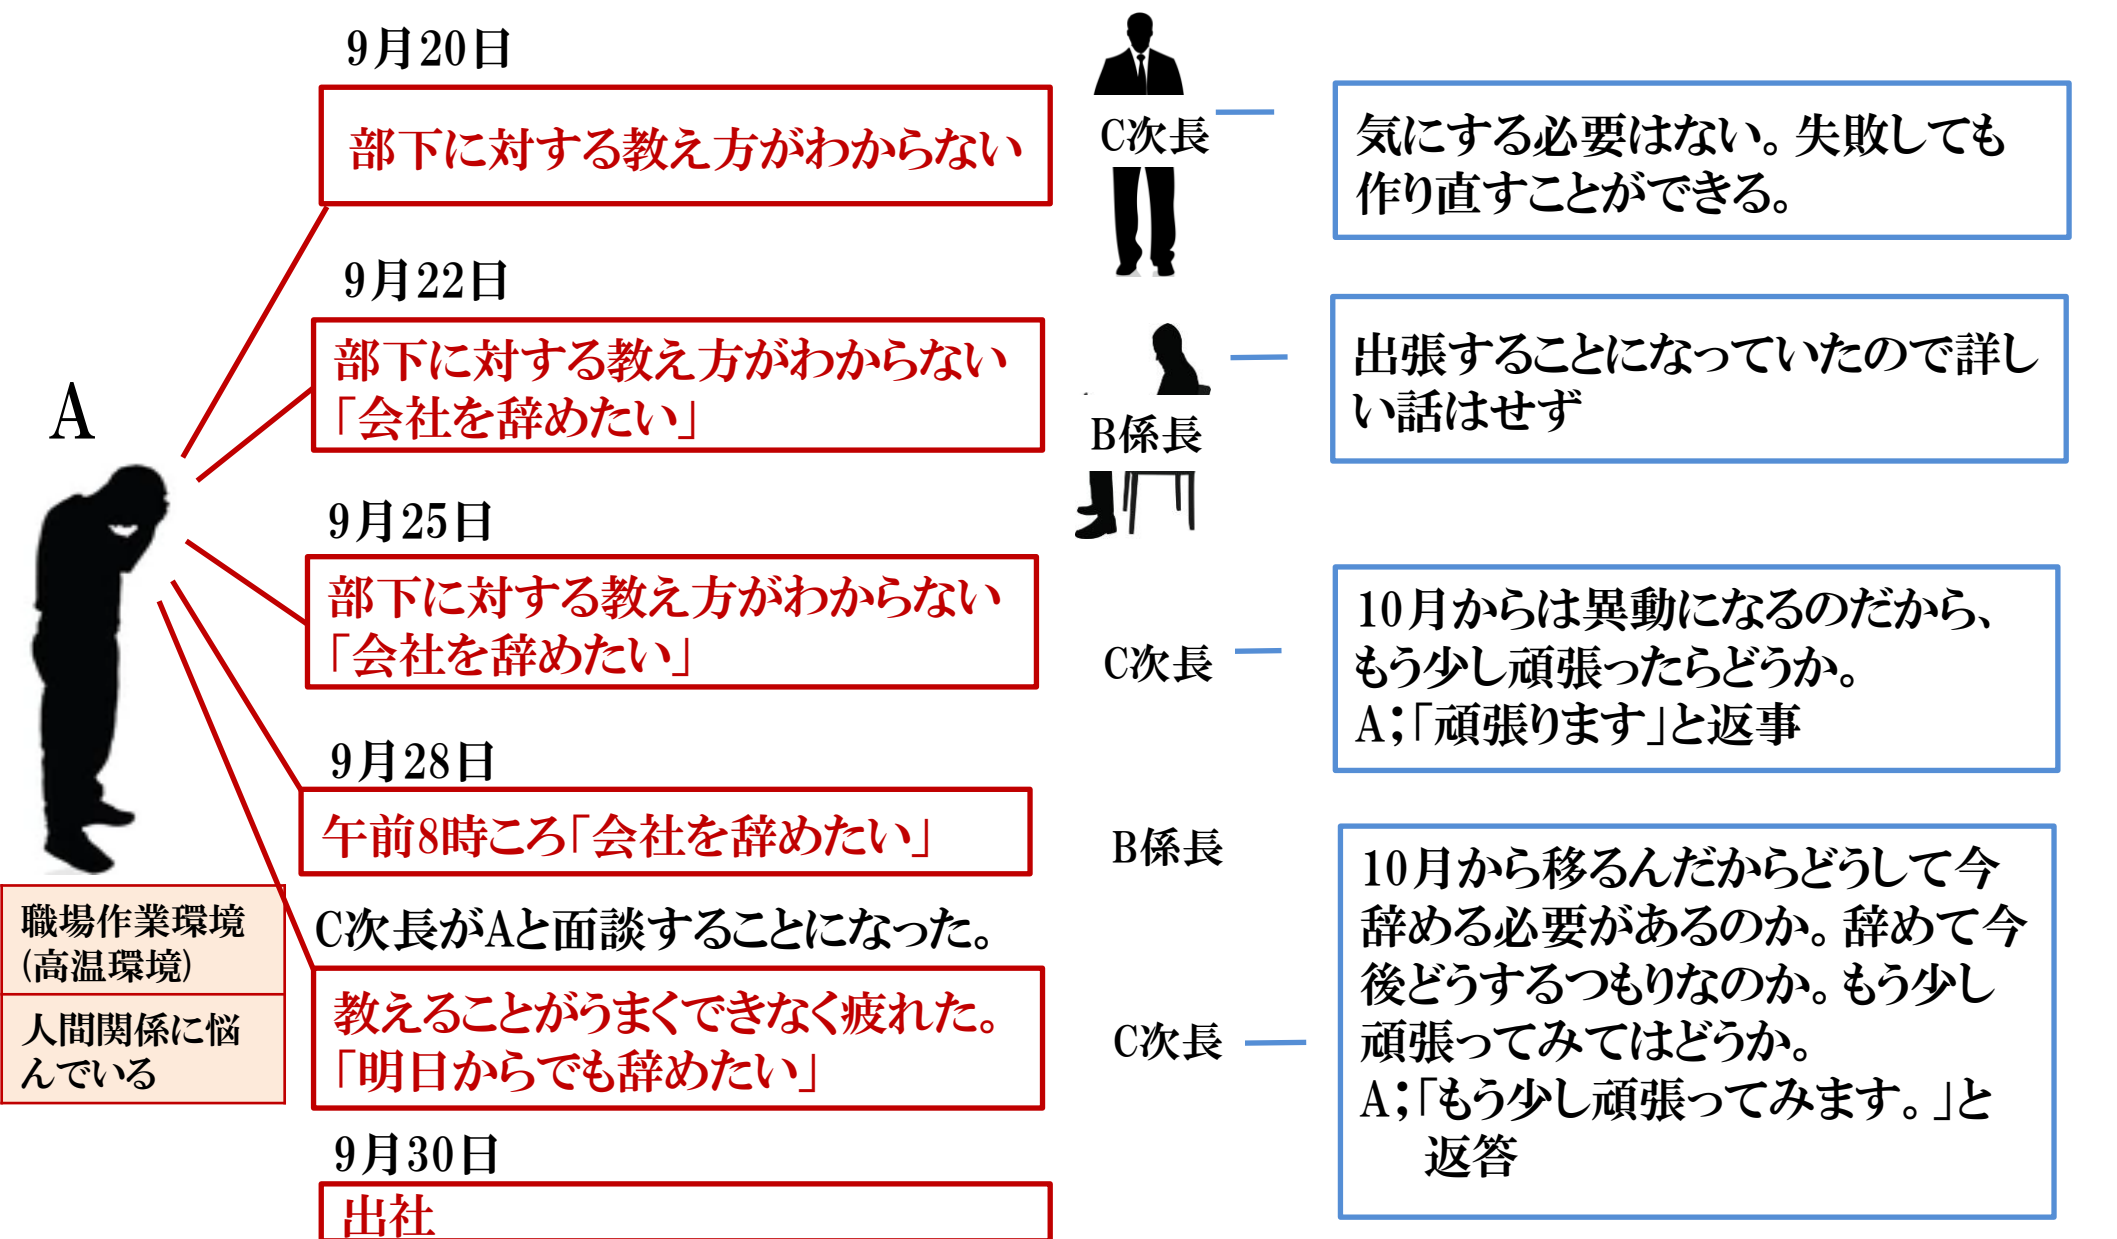 9月20日
部下に対する教え方がわからない
C次長
気にする必要はない。失敗しても
作り直すことができる。
9月22日
部下に対する教え方がわからない
「会社を辞めたい」
B係長
出張することになっていたので詳し
い話はせず
A
9月25日
部下に対する教え方がわからない
「会社を辞めたい」
C次長
10月からは異動になるのだから、
もう少し頑張ったらどうか。
A;「頑張ります」と返事
9月28日
午前8時ころ「会社を辞めたい」
B係長
C次長がAと面談することになった。
教えることがうまくできなく疲れた。
「明日からでも辞めたい」
C次長
10月から移るんだからどうして今
辞める必要があるのか。辞めて今
後どうするつもりなのか。もう少し
頑張ってみてはどうか。
A;「もう少し頑張ってみます。」と
返答
職場作業環境
(高温環境)
人間関係に悩
んでいる
9月30日
出社